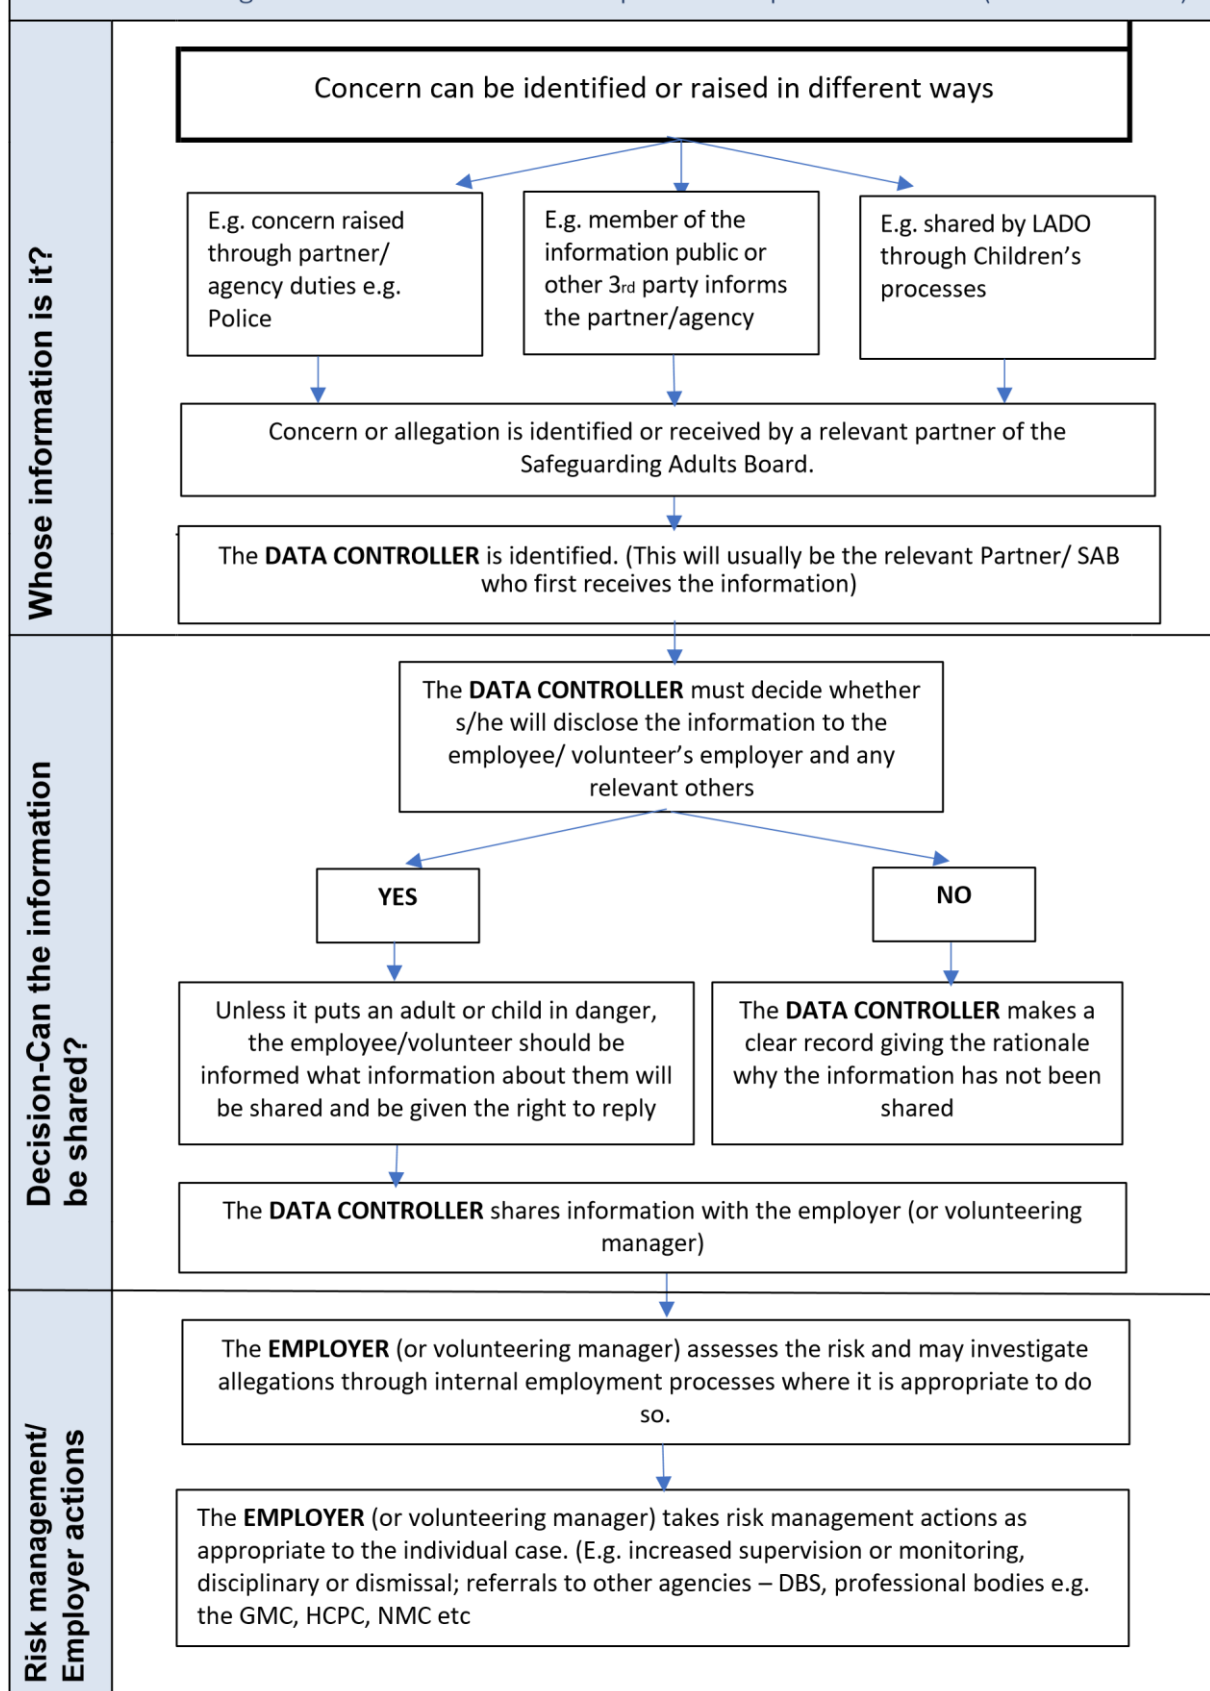 Concern can be identified or raised in different ways
Whose information is it?
E.g. concern raised
through partner/
agency duties e.g.
Police
E.g. member of the
information public or
other 3rd party informs
the partner/agency
E.g. shared by LADO
through Children's
processes
Concern or allegation is identified or received by a relevant partner of the
Safeguarding Adults Board.
The DATA CONTROLLER is identified. (This will usually be the relevant Partner/ SAB
who first receives the information)
Decision-Can the information
be shared?
The DATA CONTROLLER must decide whether
s/he will disclose the information to the
employee/ volunteer's employer and any
relevant others
YES
NO
Unless it puts an adult or child in danger,
the employee/volunteer should be
informed what information about them will
be shared and be given the right to reply
The DATA CONTROLLER makes a
clear record giving the rationale
why the information has not been
shared
The DATA CONTROLLER shares information with the employer (or volunteering
manager)
Risk management/
Employer actions
The EMPLOYER (or volunteering manager) assesses the risk and may investigate
allegations through internal employment processes where it is appropriate to do
so.
The EMPLOYER (or volunteering manager) takes risk management actions as
appropriate to the individual case. (E.g. increased supervision or monitoring,
disciplinary or dismissal; referrals to other agencies – DBS, professional bodies e.g.
the GMC, HCPC, NMC etc